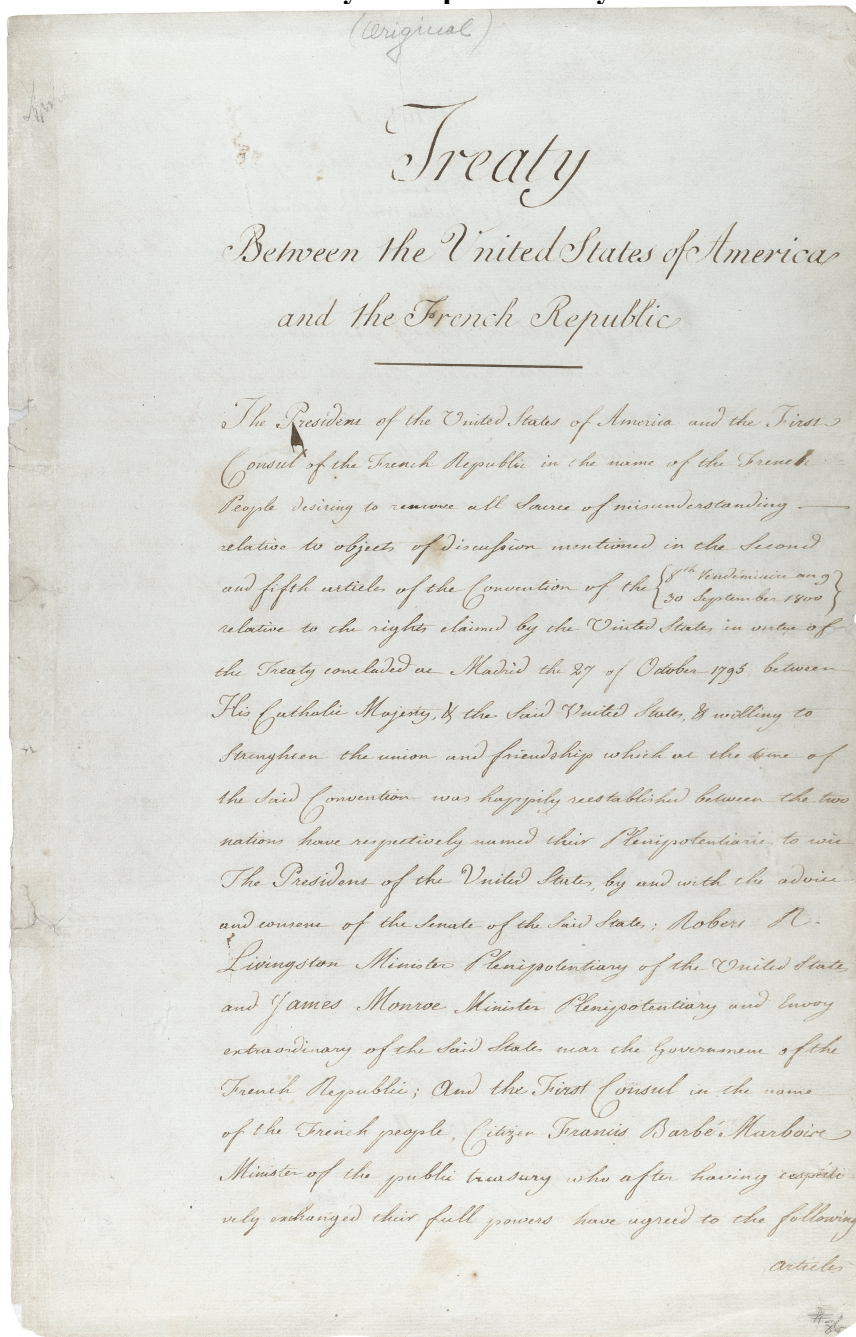 (Original)
Treaty
Between the United States of America
and the French Republic
The President of the United States of America and the First
Consul of the French Republic in the name of the French
People desiring to remove all Source of misunderstanding
relative to objects of discussion mentioned in the Second
and fifth articles of the Convention of the {8th Vendémiaire an 9
30 September 1800}
relative to the rights claimed by the United States in virtue of
the Treaty concluded at Madrid the 27 of October 1795, between
His Catholic Majesty, & the Said United States, & willing to
Strenghten the union and friendship which at the time of
the Said Convention was happily reestablished between the two
nations have respectively named their Plenipotentiaries to wit
The President of the United States, by and with the advice
and consent of the Senate of the Said States; Robert R.
Livingston Minister Plenipotentiary of the United States
and James Monroe Minister Plenipotentiary and Envoy
extraordinary of the Said States near the Government of the
French Republic; And the First Consul in the name
of the French people, Citizen Francis Barbé Marbois
Minister of the public treasury who after having respecti
vely exchanged their full powers have agreed to the following
articles